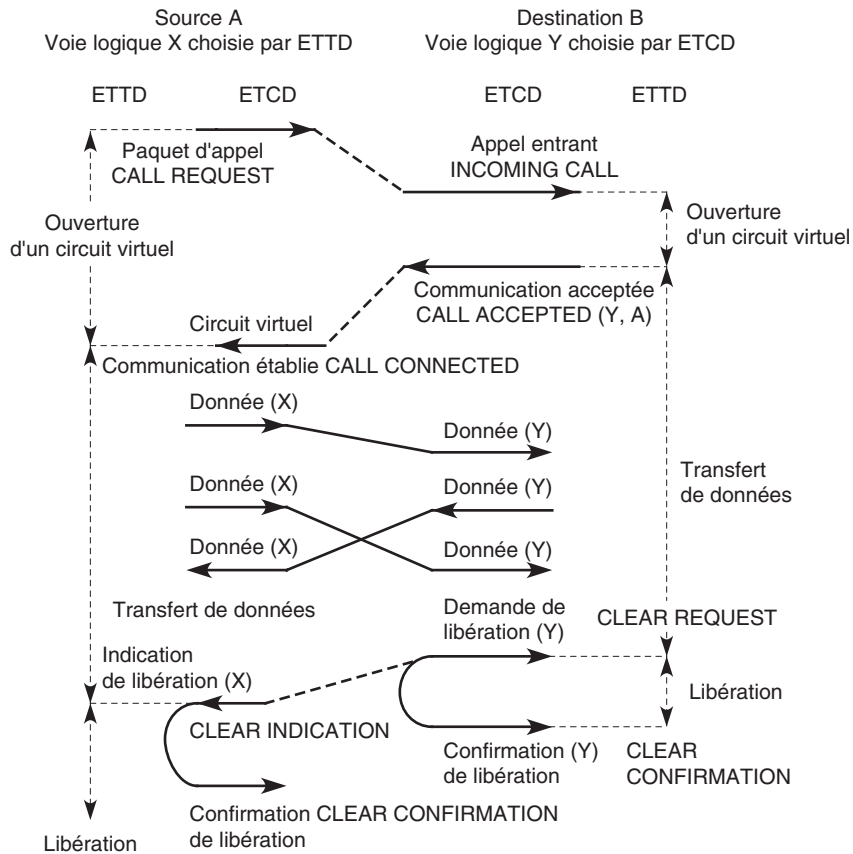 Source A
Voie logique X choisie par ETTD
Destination B
Voie logique Y choisie par ETCD
ETTD
ETCD
ETCD
ETTD
Paquet d'appel
CALL REQUEST
Appel entrant
INCOMING CALL
Ouverture
d'un circuit virtuel
Ouverture
d'un circuit virtuel
Communication acceptée
CALL ACCEPTED (Y, A)
Circuit virtuel
Communication établie CALL CONNECTED
Donnée (X)
Donnée (Y)
Donnée (X)
Donnée (Y)
Donnée (X)
Donnée (Y)
Transfert
de données
Transfert de données
Demande de
libération (Y)
CLEAR REQUEST
Indication
de libération (X)
Libération
CLEAR INDICATION
Confirmation (Y)
de libération
CLEAR
CONFIRMATION
Confirmation CLEAR CONFIRMATION
de libération
Libération